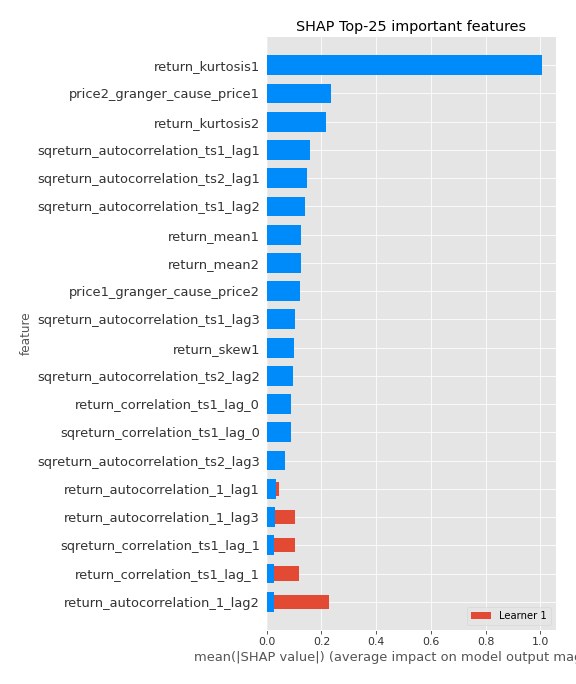 SHAP Top-25 important features
return_kurtosis1
price2_granger_cause_price1
return_kurtosis2
sqreturn_autocorrelation_ts1_lag1
sqreturn_autocorrelation_ts2_lag1
sqreturn_autocorrelation_ts1_lag2
return_mean1
return_mean2
price1_granger_cause_price2
sqreturn_autocorrelation_ts1_lag3
return_skew1
sqreturn_autocorrelation_ts2_lag2
return_correlation_ts1_lag_0
sqreturn_correlation_ts1_lag_0
sqreturn_autocorrelation_ts2_lag3
return_autocorrelation_1_lag1
return_autocorrelation_1_lag3
sqreturn_correlation_ts1_lag_1
return_correlation_ts1_lag_1
return_autocorrelation_1_lag2
feature
Learner 1
0.0 0.2 0.4 0.6 0.8 1.0
mean(|SHAP value|) (average impact on model output mag